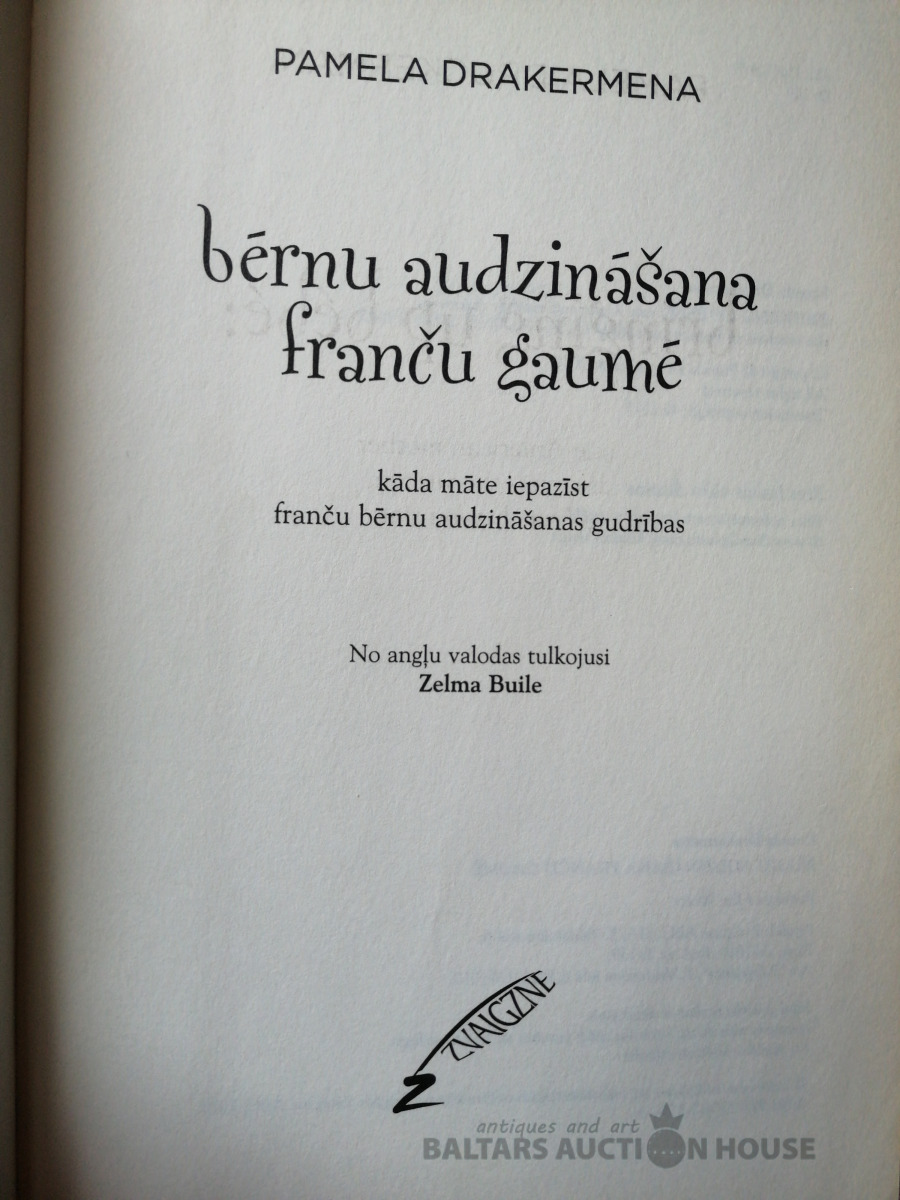 PAMELA DRAKERMENA
bērnu audzināšana
franču gaumē
kāda māte iepazīst
franču bērnu audzināšanas gudrības
No angļu valodas tulkojusi
Zelma Buile
ZVAIGZNE
antiques and art
BALTARS AUCTION HOUSE